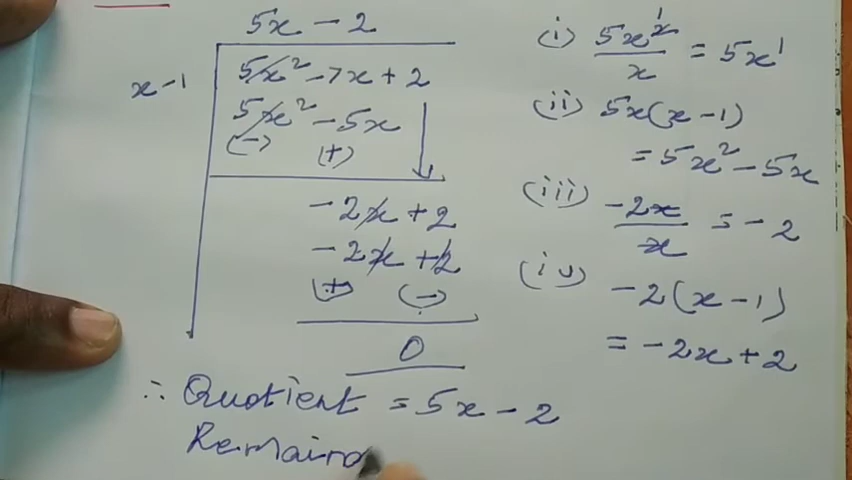 5x - 2
x-1
5x² - 7x + 2
5x² - 5x
(-) (+)
-2x + 2
-2x + 2
(+) (-)
0
∴ Quotient = 5x - 2
Remaind
(i) 5x² / x = 5x¹
(ii) 5x(x - 1)
= 5x² - 5x
(iii) -2x / x = -2
(iv) -2(x - 1)
= -2x + 2